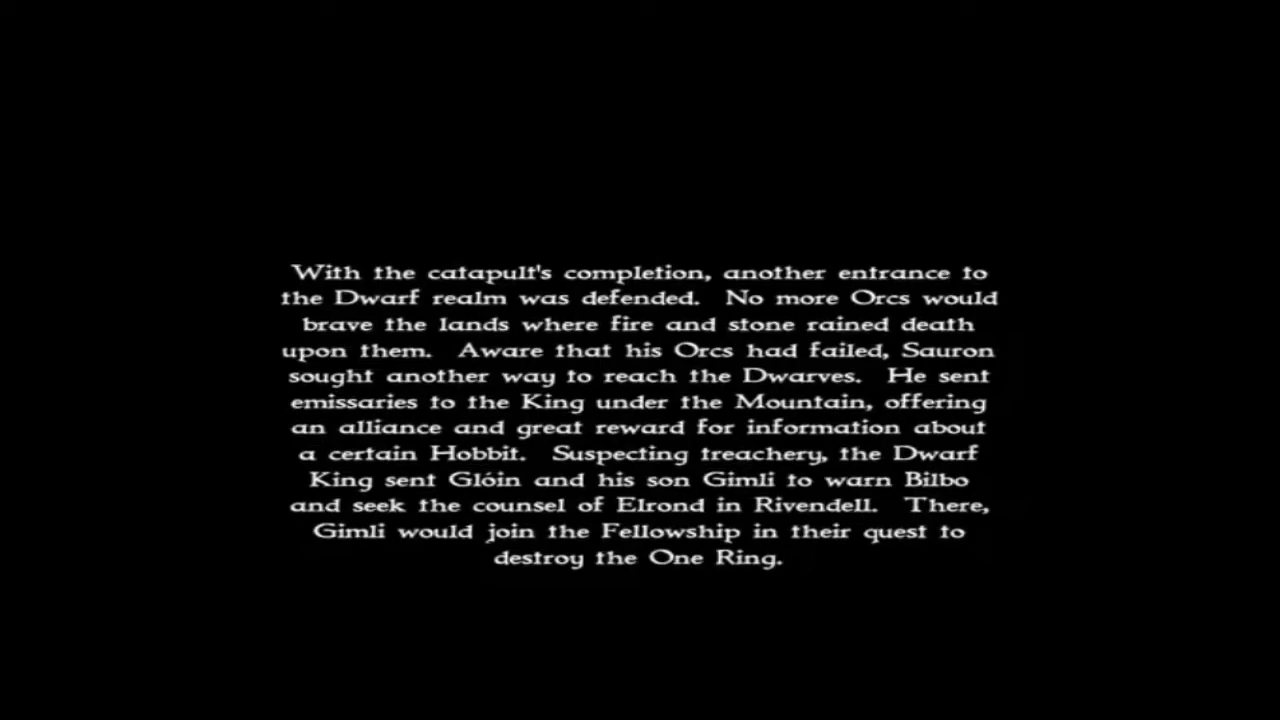 With the catapult's completion, another entrance to
the Dwarf realm was defended.  No more Orcs would
brave the lands where fire and stone rained death
upon them.  Aware that his Orcs had failed, Sauron
sought another way to reach the Dwarves.  He sent
emissaries to the King under the Mountain, offering
an alliance and great reward for information about
a certain Hobbit.  Suspecting treachery, the Dwarf
King sent Glóin and his son Gimli to warn Bilbo
and seek the counsel of Elrond in Rivendell.  There,
Gimli would join the Fellowship in their quest to
destroy the One Ring.